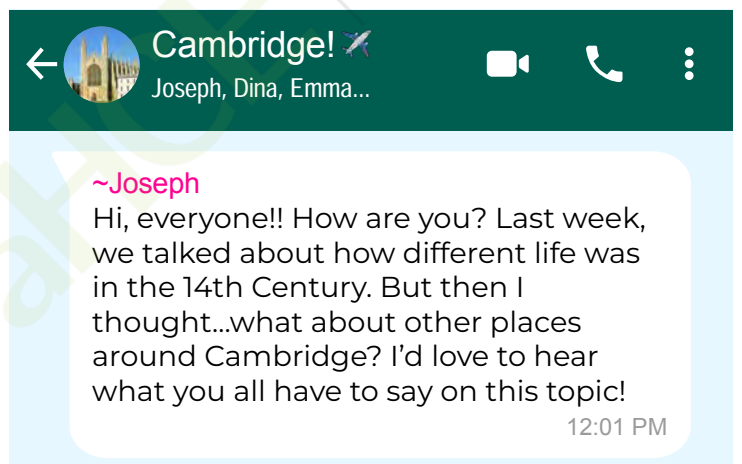 Cambridge!
Joseph, Dina, Emma...
~Joseph
Hi, everyone!! How are you? Last week,
we talked about how different life was
in the 14th Century. But then I
thought...what about other places
around Cambridge? I'd love to hear
what you all have to say on this topic!
12:01 PM